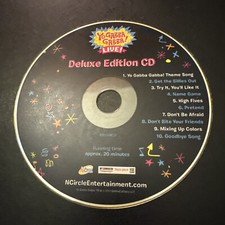 YO GABBA
GABBA!
LIVE!
Deluxe Edition CD
1. Yo Gabba Gabba! Theme Song
2. Get the Sillies Out
3. Try It, You'll Like It
4. Name Game
5. High Fives
6. Pretend
7. Don't Be Afraid
8. Don't Bite Your Friends
9. Mixing Up Colors
10. Goodbye Song
Running time
approx. 20 minutes
NCircleEntertainment.com